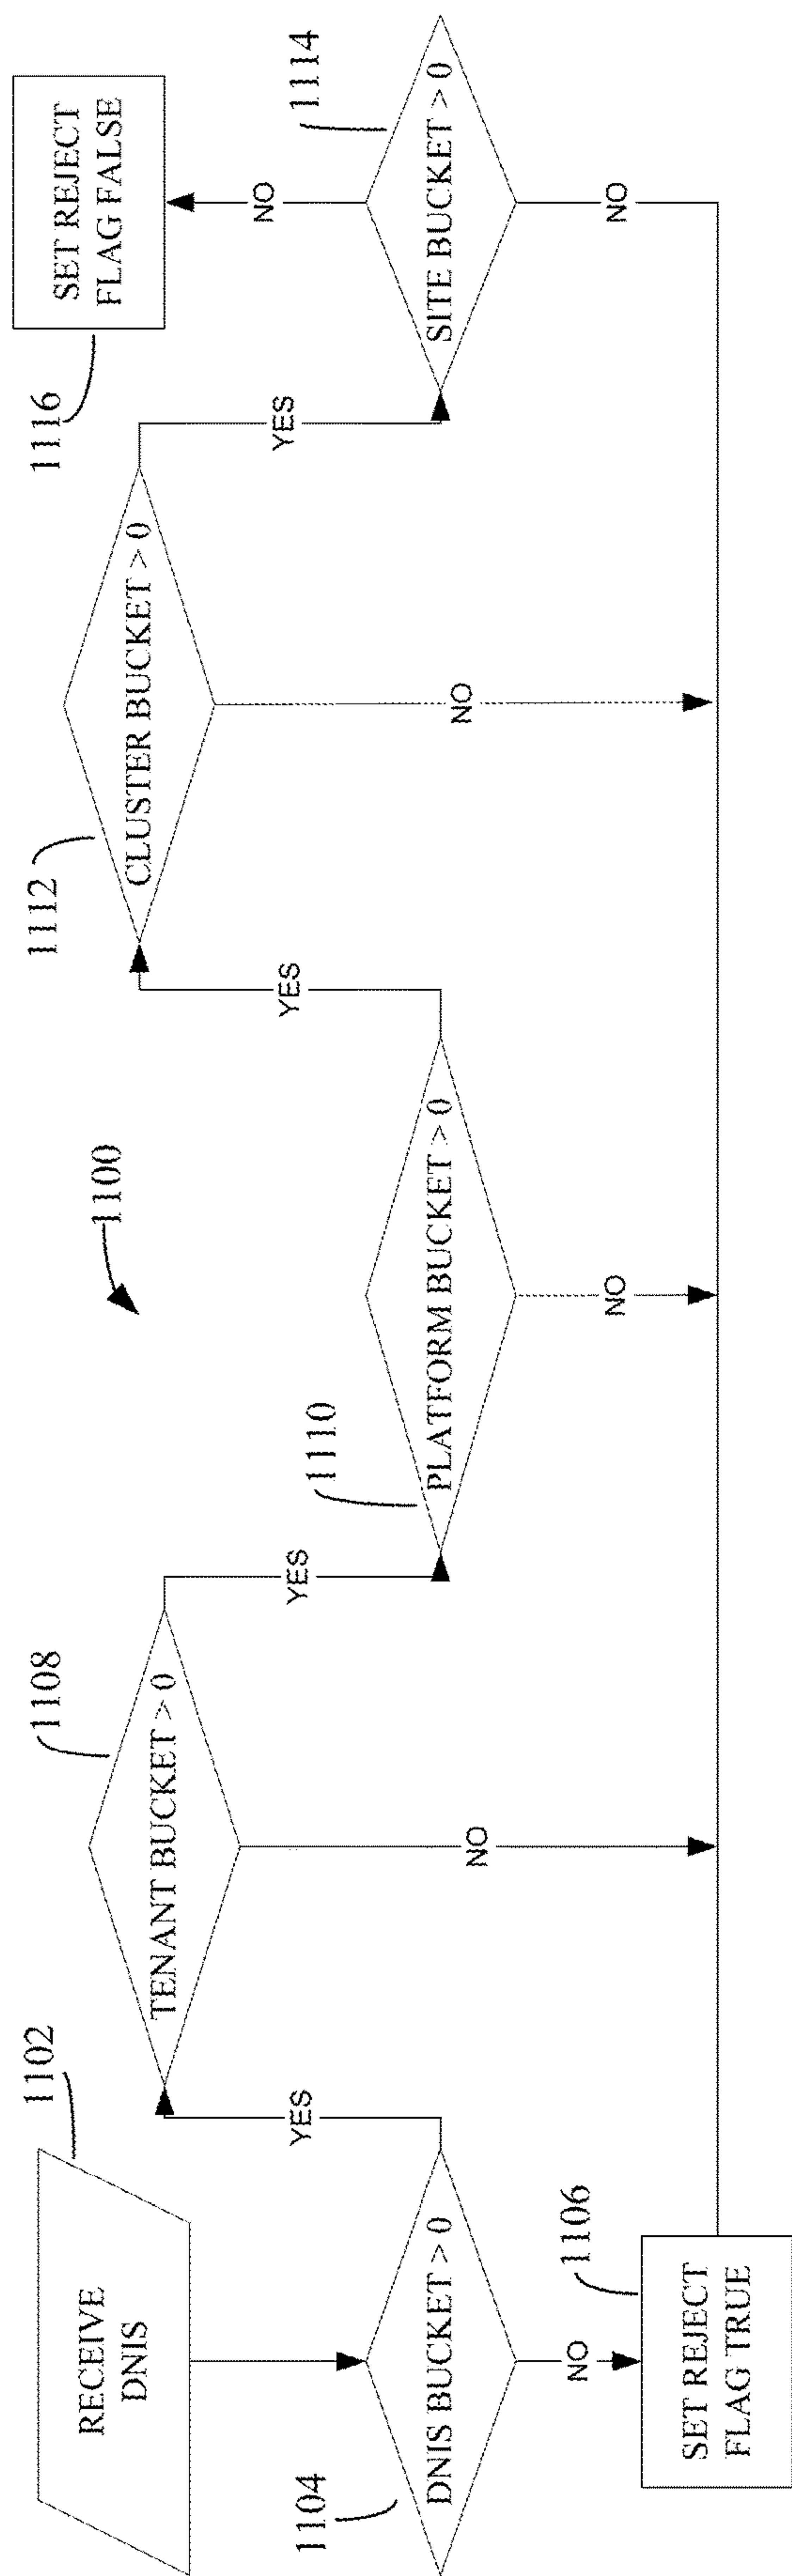 1102
RECEIVE
DNIS
1104
DNIS BUCKET > 0
NO
1106
SET REJECT
FLAG TRUE
YES
1108
TENANT BUCKET > 0
NO
YES
1100
1110
PLATFORM BUCKET > 0
NO
YES
1112
CLUSTER BUCKET > 0
NO
YES
1114
SITE BUCKET > 0
NO
NO
1116
SET REJECT
FLAG FALSE